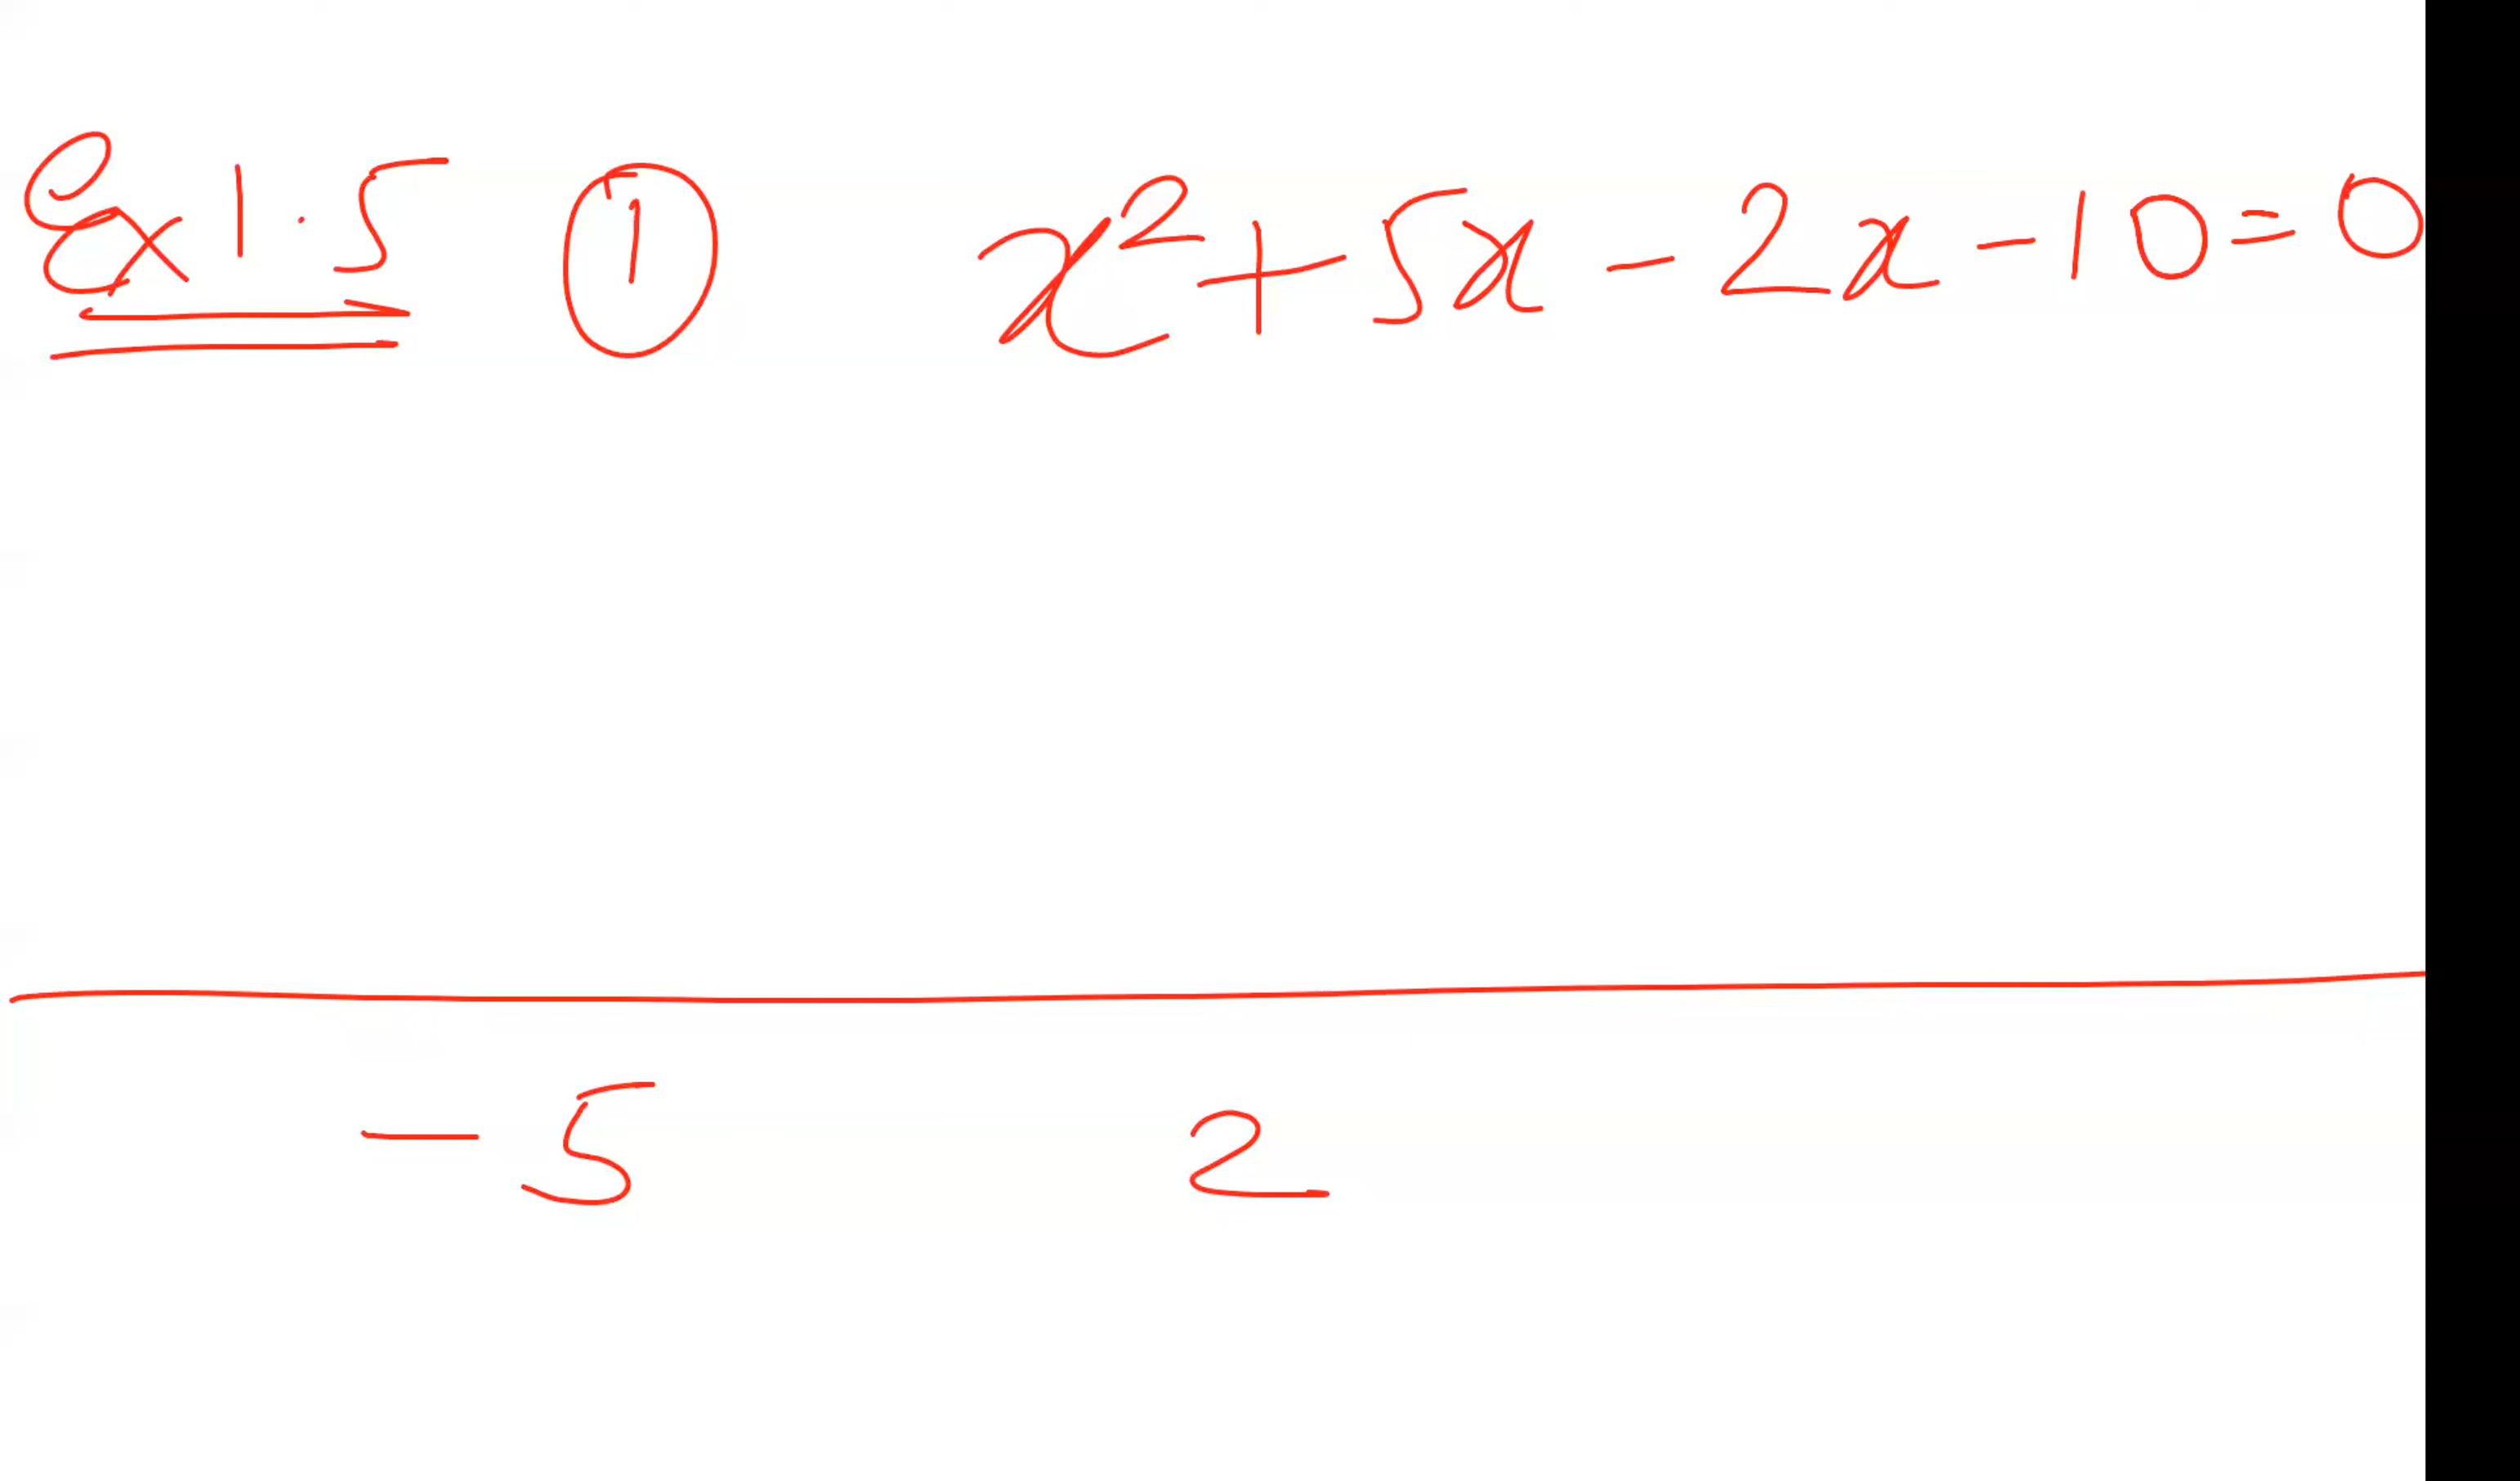 Ex 1.5 ① x² + 5x - 2x - 10 = 0
- 5 2